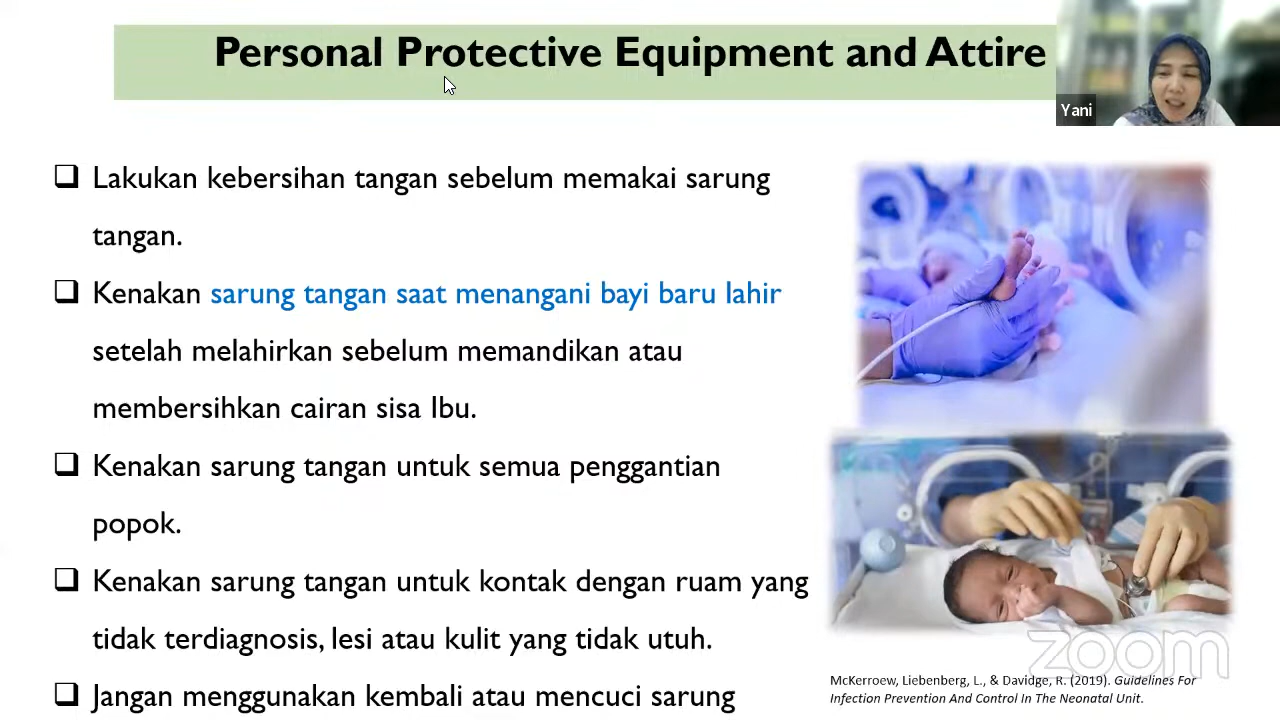 Personal Protective Equipment and Attire
Yani
Lakukan kebersihan tangan sebelum memakai sarung
tangan.
Kenakan sarung tangan saat menangani bayi baru lahir
setelah melahirkan sebelum memandikan atau
membersihkan cairan sisa Ibu.
Kenakan sarung tangan untuk semua penggantian
popok.
Kenakan sarung tangan untuk kontak dengan ruam yang
tidak terdiagnosis, lesi atau kulit yang tidak utuh.
Jangan menggunakan kembali atau mencuci sarung
zoom
McKerroew, Liebenberg, L., & Davidge, R. (2019). Guidelines For
Infection Prevention And Control In The Neonatal Unit.